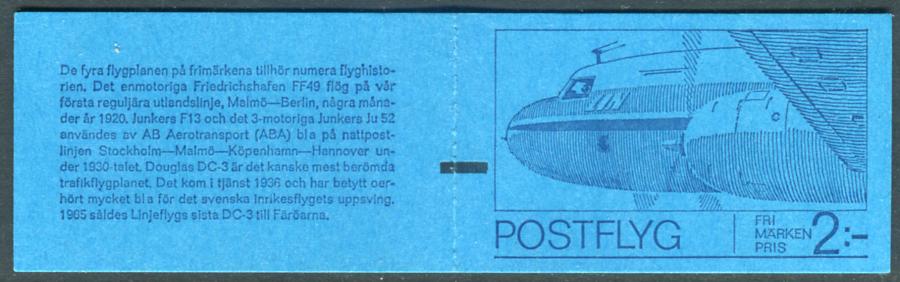 De fyra flygplanen på frimärkena tillhör numera flyghisto-
rien. Det enmotoriga Friedrichshafen FF49 flög på vår
första reguljära utlandslinje, Malmö—Berlin, några måna-
der år 1920. Junkers F13 och det 3-motoriga Junkers Ju 52
användes av AB Aerotransport (ABA) bl a på nattpost-
linjen Stockholm—Malmö—Köpenhamn—Hannover un-
der 1930-talet. Douglas DC-3 är det kanske mest berömda
trafikflygplanet. Det kom i tjänst 1936 och har betytt oer-
hört mycket bl a för det svenska inrikesflygets uppsving.
1965 såldes Linjeflygs sista DC-3 till Färöarna.
POSTFLYG
FRI
MÄRKEN
PRIS
2:-